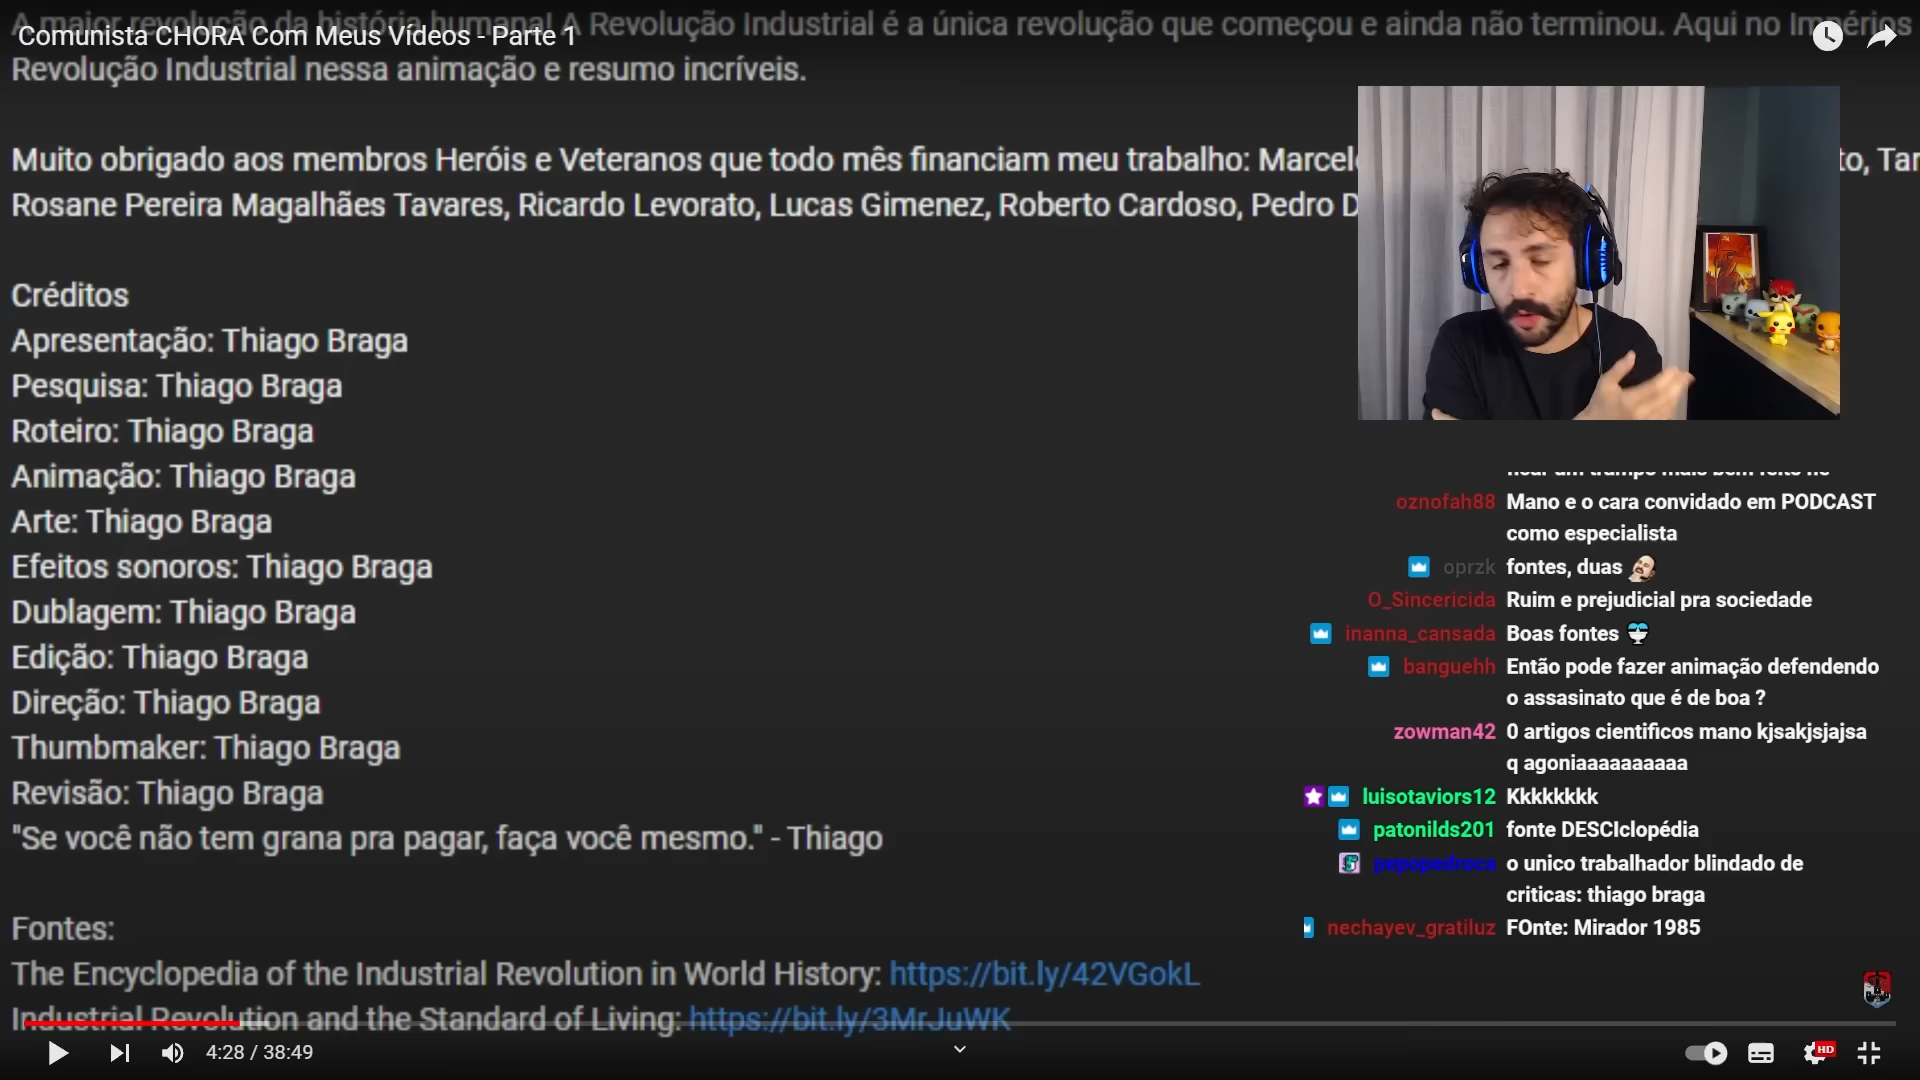 A maior revolução da história humana! A Revolução Industrial é a única revolução que começou e ainda não terminou. Aqui no Impérios
Comunista CHORA Com Meus Vídeos - Parte 1
Revolução Industrial nessa animação e resumo incríveis.
Muito obrigado aos membros Heróis e Veteranos que todo mês financiam meu trabalho: Marcel
to, Tar
Rosane Pereira Magalhães Tavares, Ricardo Levorato, Lucas Gimenez, Roberto Cardoso, Pedro D
Créditos
Apresentação: Thiago Braga
Pesquisa: Thiago Braga
Roteiro: Thiago Braga
Animação: Thiago Braga
Arte: Thiago Braga
Efeitos sonoros: Thiago Braga
Dublagem: Thiago Braga
Edição: Thiago Braga
Direção: Thiago Braga
Thumbmaker: Thiago Braga
Revisão: Thiago Braga
"Se você não tem grana pra pagar, faça você mesmo." - Thiago
Fontes:
The Encyclopedia of the Industrial Revolution in World History: https://bit.ly/42VGokL
Industrial Revolution and the Standard of Living: https://bit.ly/3MrJuWK
oznofah88 Mano e o cara convidado em PODCAST
como especialista
oprzk fontes, duas
O_Sincericida Ruim e prejudicial pra sociedade
inanna_cansada Boas fontes
banguehh Então pode fazer animação defendendo
o assasinato que é de boa ?
zowman42 0 artigos cientificos mano kjsakjsjajsa
q agoniaaaaaaaaaa
luisotaviors12 Kkkkkkkk
patonilds201 fonte DESCIclopédia
pepopedroca o unico trabalhador blindado de
criticas: thiago braga
nechayev_gratiluz FOnte: Mirador 1985
4:28 / 38:49
HD